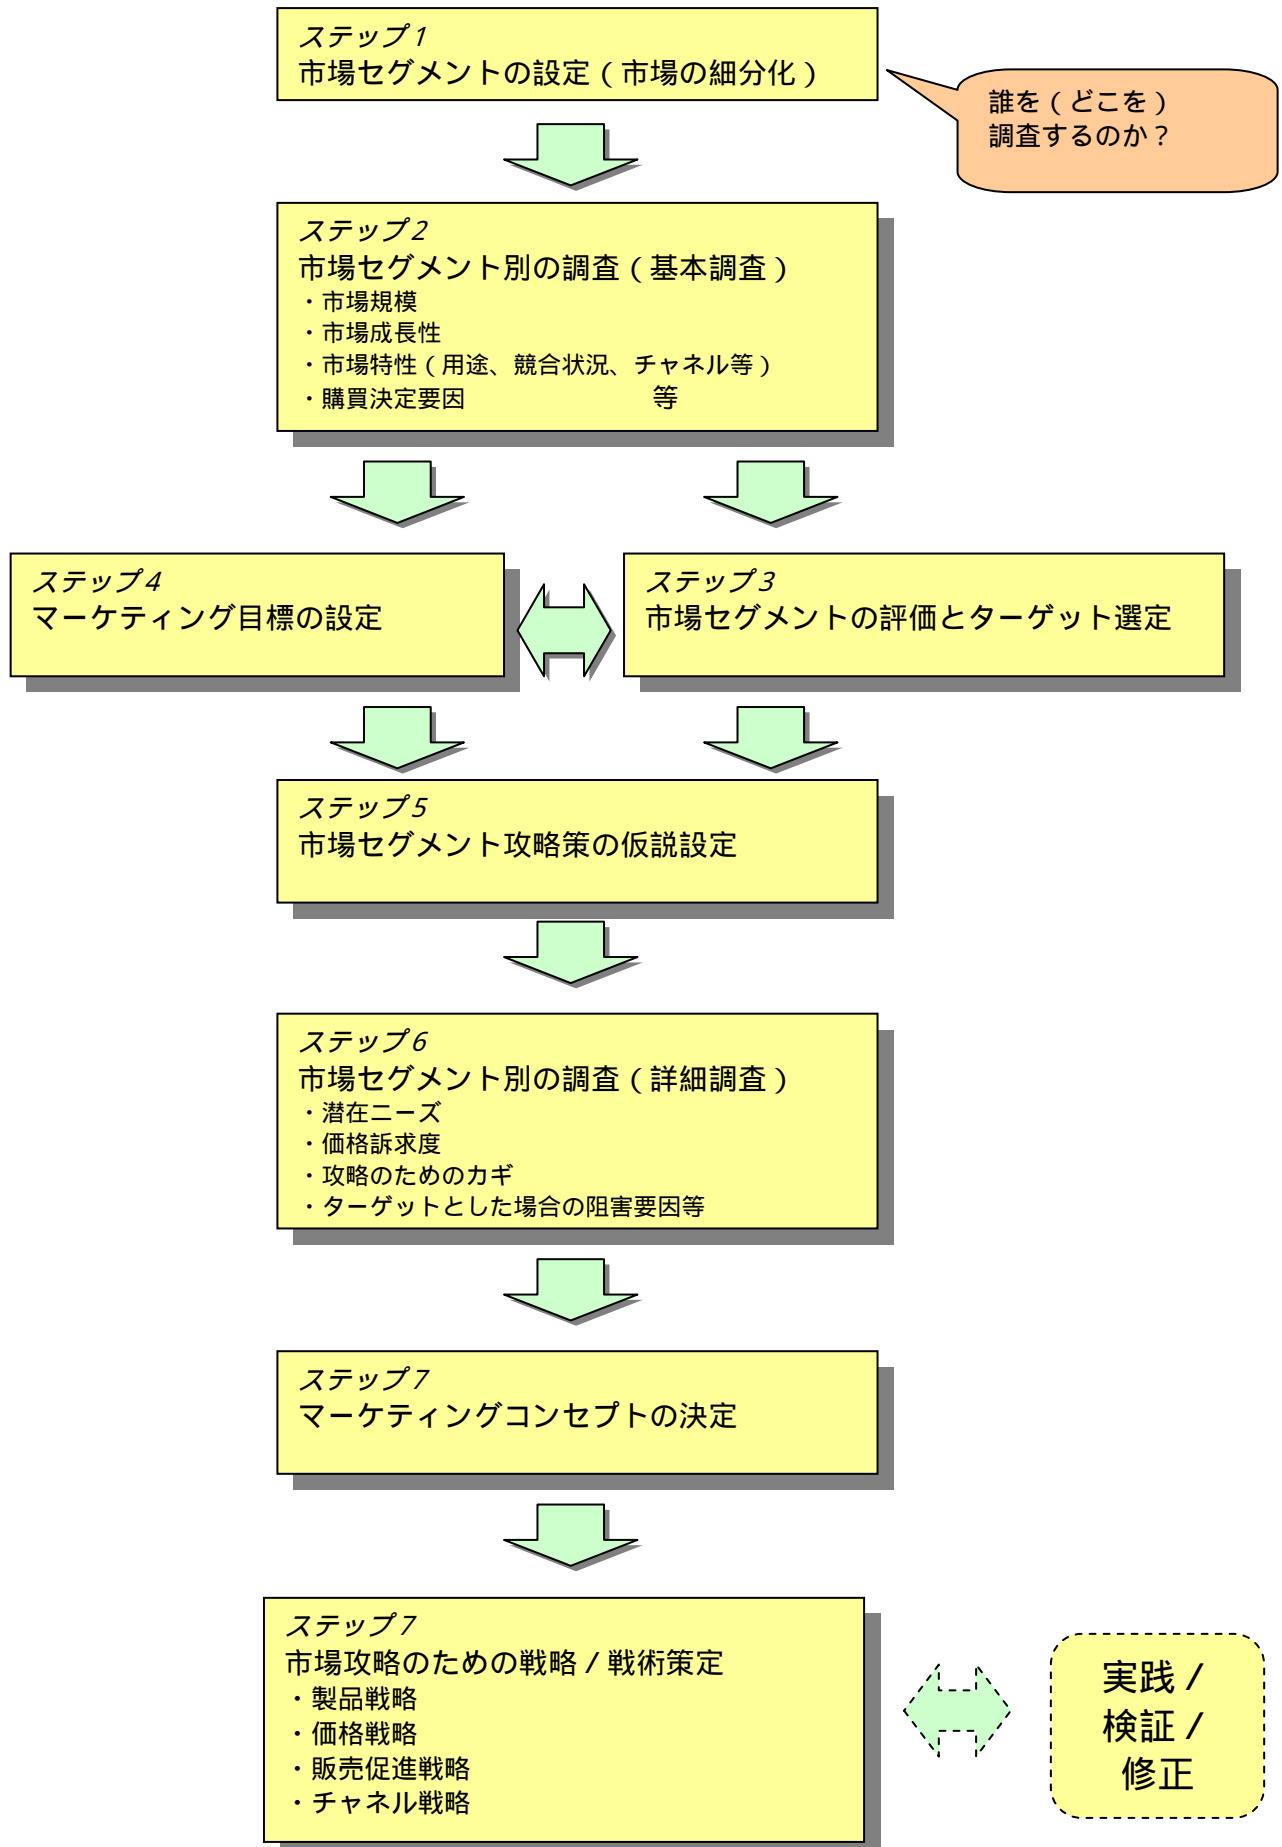 ステップ1
市場セグメントの設定（市場の細分化）
誰を（どこを）
調査するのか？
ステップ2
市場セグメント別の調査（基本調査）
・市場規模
・市場成長性
・市場特性（用途、競合状況、チャネル等）
・購買決定要因　　　　　　　　等
ステップ4
マーケティング目標の設定
ステップ3
市場セグメントの評価とターゲット選定
ステップ5
市場セグメント攻略策の仮説設定
ステップ6
市場セグメント別の調査（詳細調査）
・潜在ニーズ
・価格訴求度
・攻略のためのカギ
・ターゲットとした場合の阻害要因等
ステップ7
マーケティングコンセプトの決定
ステップ7
市場攻略のための戦略/戦術策定
・製品戦略
・価格戦略
・販売促進戦略
・チャネル戦略
実践/
検証/
修正